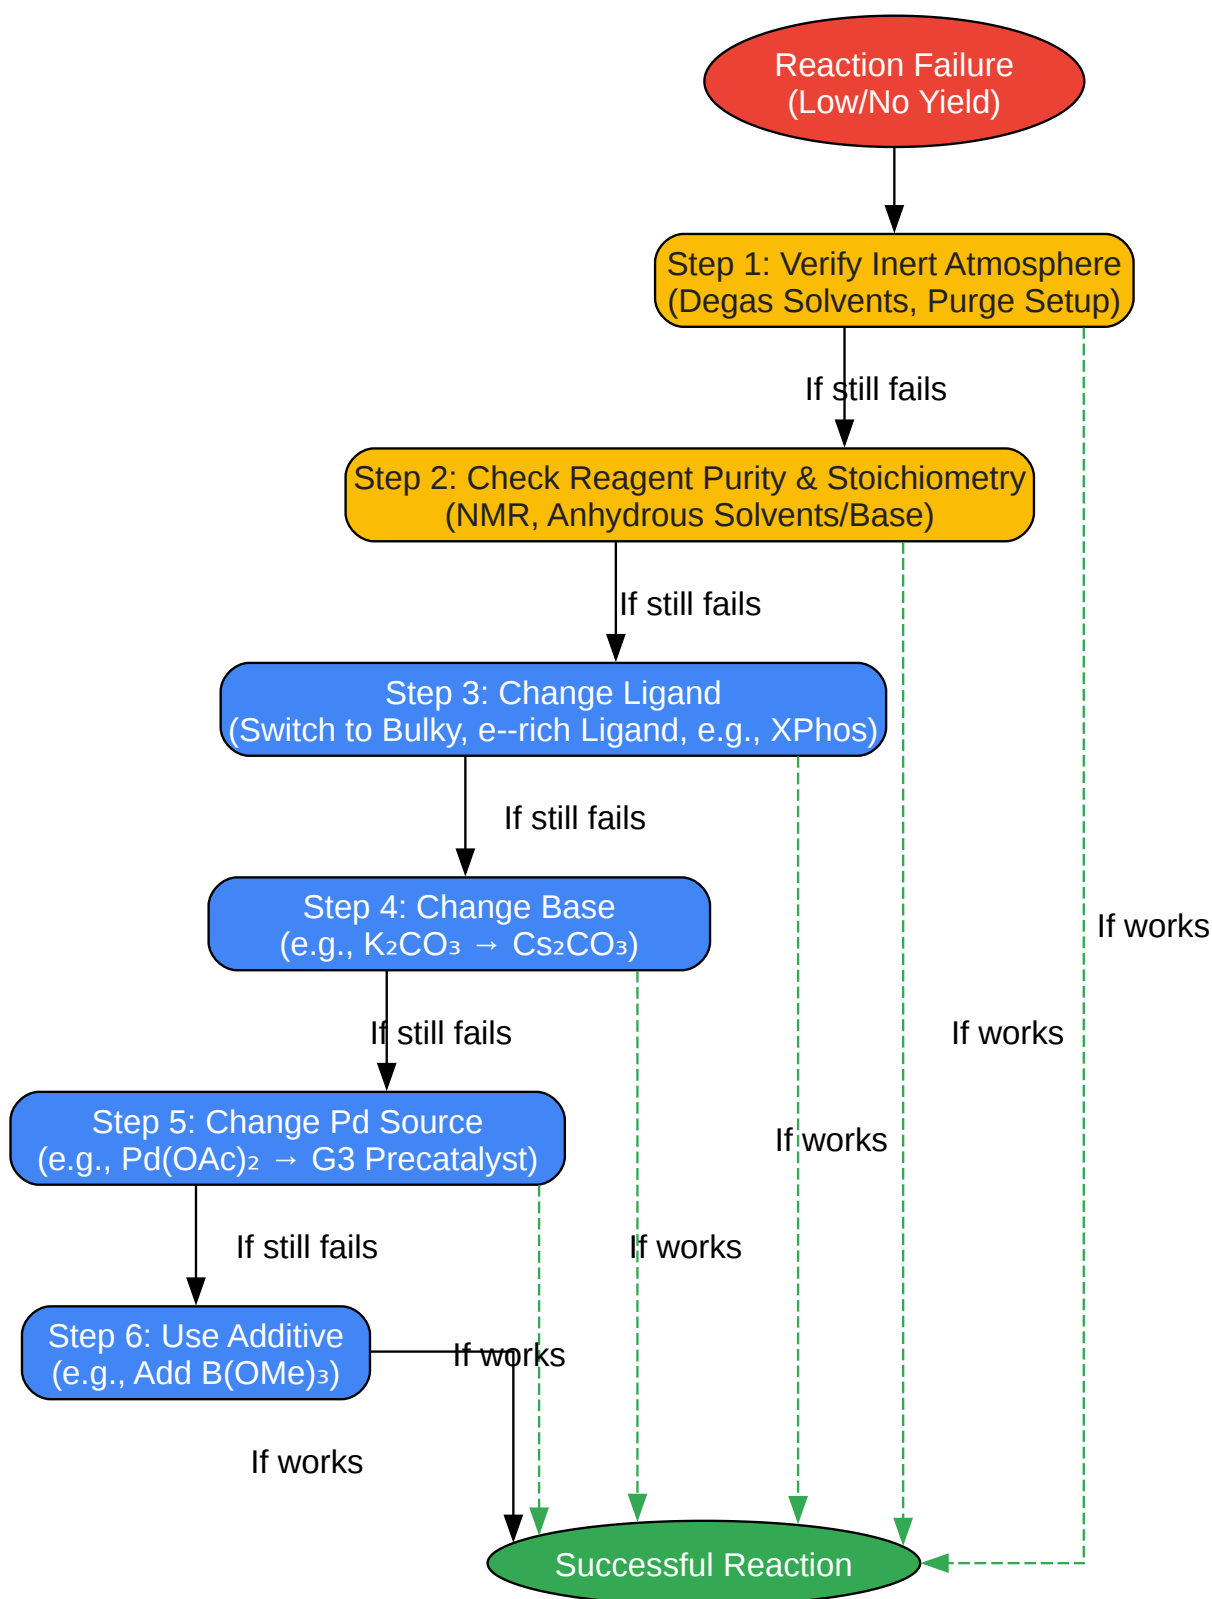 Reaction Failure
(Low/No Yield)
Step 1: Verify Inert Atmosphere
(Degas Solvents, Purge Setup)
If still fails
Step 2: Check Reagent Purity & Stoichiometry
(NMR, Anhydrous Solvents/Base)
If still fails
Step 3: Change Ligand
(Switch to Bulky, e--rich Ligand, e.g., XPhos)
If still fails
Step 4: Change Base
(e.g., K₂CO₃ → Cs₂CO₃)
If works
If still fails
If works
Step 5: Change Pd Source
(e.g., Pd(OAc)₂ → G3 Precatalyst)
If works
If still fails
If works
Step 6: Use Additive
(e.g., Add B(OMe)₃)
If works
If works
Successful Reaction